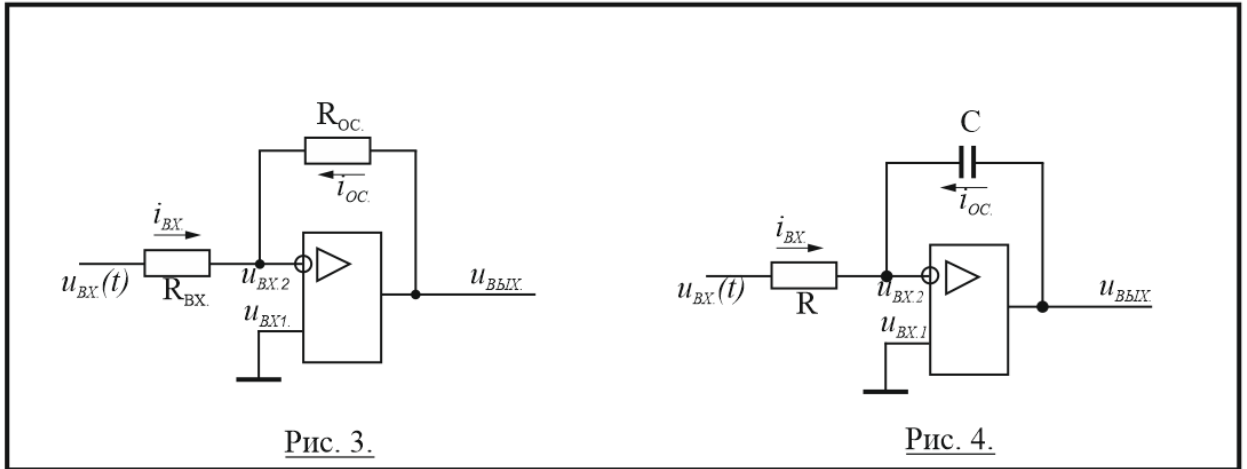 R_ОС.
i_ОС.
i_ВХ.
u_ВХ.(t)
R_ВХ.
u_ВХ.2
u_ВХ1.
u_ВЫХ.
Рис. 3.
C
i_ОС.
i_ВХ.
u_ВХ.(t)
R
u_ВХ.2
u_ВХ.1
u_ВЫХ.
Рис. 4.